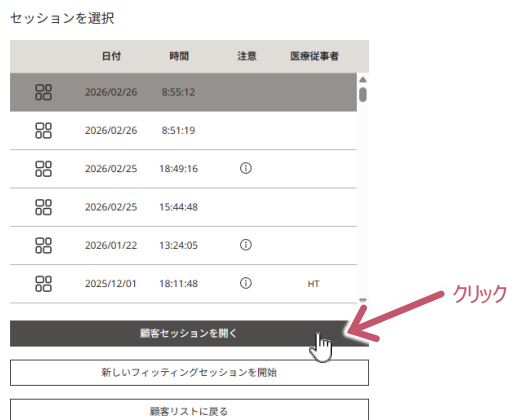 セッションを選択
日付 時間 注意 医療従事者
2026/02/26 8:55:12
2026/02/26 8:51:19
2026/02/25 18:49:16
2026/02/25 15:44:48
2026/01/22 13:24:05
2025/12/01 18:11:48 HT
クリック
顧客セッションを開く
新しいフィッティングセッションを開始
顧客リストに戻る